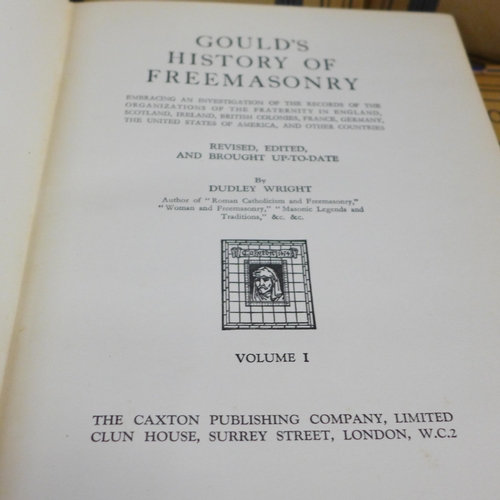 GOULD'S
HISTORY OF
FREEMASONRY
EMBRACING AN INVESTIGATION OF THE RECORDS OF THE
ORGANIZATIONS OF THE FRATERNITY IN ENGLAND,
SCOTLAND, IRELAND, BRITISH COLONIES, FRANCE, GERMANY,
THE UNITED STATES OF AMERICA, AND OTHER COUNTRIES
REVISED, EDITED,
AND BROUGHT UP-TO-DATE
By
DUDLEY WRIGHT
Author of "Roman Catholicism and Freemasonry,"
"Woman and Freemasonry," "Masonic Legends and
Traditions," &c. &c.
VOLUME I
THE CAXTON PUBLISHING COMPANY, LIMITED
CLUN HOUSE, SURREY STREET, LONDON, W.C.2